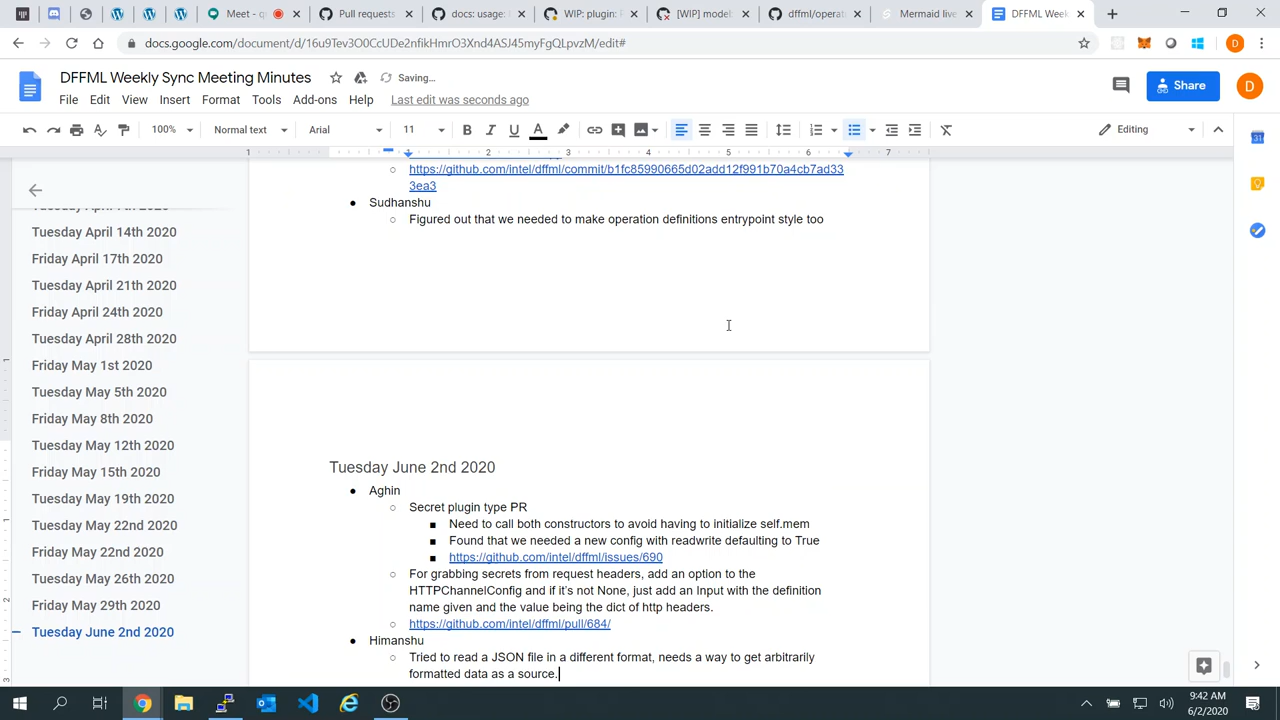 Meet - q
Pull requests
docs: usage:
WIP: plugin: F
[WIP] model
dffml/operat
Mermaid live
DFFML Week
docs.google.com/document/d/16u9Tev3O0CcUDe2nfikHmrO3Xnd4ASJ45myFgQLpvzM/edit#
D
DFFML Weekly Sync Meeting Minutes
Saving...
File Edit View Insert Format Tools Add-ons Help Last edit was seconds ago
Share
D
100% Normal text Arial 11 B I U A Editing
1 1 2 3 4 5 6 7
https://github.com/intel/dffml/commit/b1fc85990665d02add12f991b70a4cb7ad33
3ea3
Sudhanshu
Figured out that we needed to make operation definitions entrypoint style too
Tuesday April 14th 2020
Friday April 17th 2020
Tuesday April 21th 2020
Friday April 24th 2020
Tuesday April 28th 2020
Friday May 1st 2020
Tuesday May 5th 2020
Friday May 8th 2020
Tuesday May 12th 2020
Friday May 15th 2020
Tuesday May 19th 2020
Tuesday May 22nd 2020
Friday May 22nd 2020
Tuesday May 26th 2020
Friday May 29th 2020
Tuesday June 2nd 2020
Tuesday June 2nd 2020
Aghin
Secret plugin type PR
Need to call both constructors to avoid having to initialize self.mem
Found that we needed a new config with readwrite defaulting to True
https://github.com/intel/dffml/issues/690
For grabbing secrets from request headers, add an option to the
HTTPChannelConfig and if it's not None, just add an Input with the definition
name given and the value being the dict of http headers.
https://github.com/intel/dffml/pull/684/
Himanshu
Tried to read a JSON file in a different format, needs a way to get arbitrarily
formatted data as a source.
9:42 AM
6/2/2020